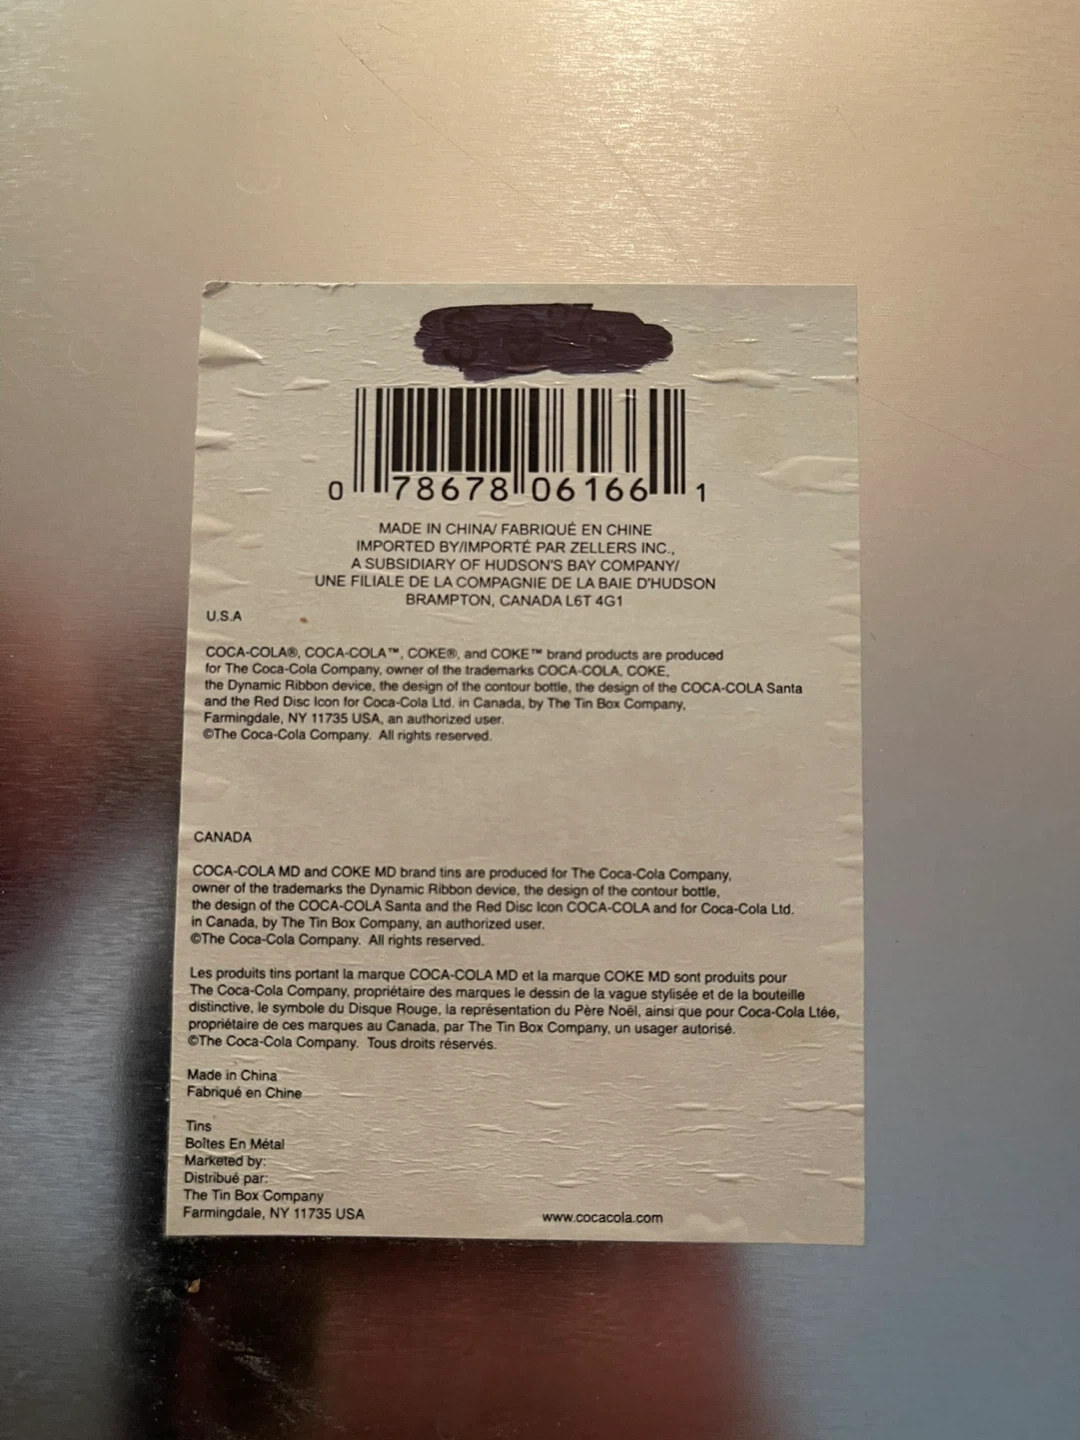 0 78678 06166 1
MADE IN CHINA/ FABRIQUÉ EN CHINE
IMPORTED BY/IMPORTÉ PAR ZELLERS INC.,
A SUBSIDIARY OF HUDSON'S BAY COMPANY/
UNE FILIALE DE LA COMPAGNIE DE LA BAIE D'HUDSON
BRAMPTON, CANADA L6T 4G1
U.S.A
COCA-COLA®, COCA-COLA™, COKE®, and COKE™ brand products are produced
for The Coca-Cola Company, owner of the trademarks COCA-COLA, COKE,
the Dynamic Ribbon device, the design of the contour bottle, the design of the COCA-COLA Santa
and the Red Disc Icon for Coca-Cola Ltd. in Canada, by The Tin Box Company,
Farmingdale, NY 11735 USA, an authorized user.
©The Coca-Cola Company. All rights reserved.
CANADA
COCA-COLA MD and COKE MD brand tins are produced for The Coca-Cola Company,
owner of the trademarks the Dynamic Ribbon device, the design of the contour bottle,
the design of the COCA-COLA Santa and the Red Disc Icon COCA-COLA and for Coca-Cola Ltd.
in Canada, by The Tin Box Company, an authorized user.
©The Coca-Cola Company. All rights reserved.
Les produits tins portant la marque COCA-COLA MD et la marque COKE MD sont produits pour
The Coca-Cola Company, propriétaire des marques le dessin de la vague stylisée et de la bouteille
distinctive, le symbole du Disque Rouge, la représentation du Père Noël, ainsi que pour Coca-Cola Ltée,
propriétaire de ces marques au Canada, par The Tin Box Company, un usager autorisé.
©The Coca-Cola Company. Tous droits réservés.
Made in China
Fabriqué en Chine
Tins
Boîtes En Métal
Marketed by:
Distribué par:
The Tin Box Company
Farmingdale, NY 11735 USA
www.cocacola.com